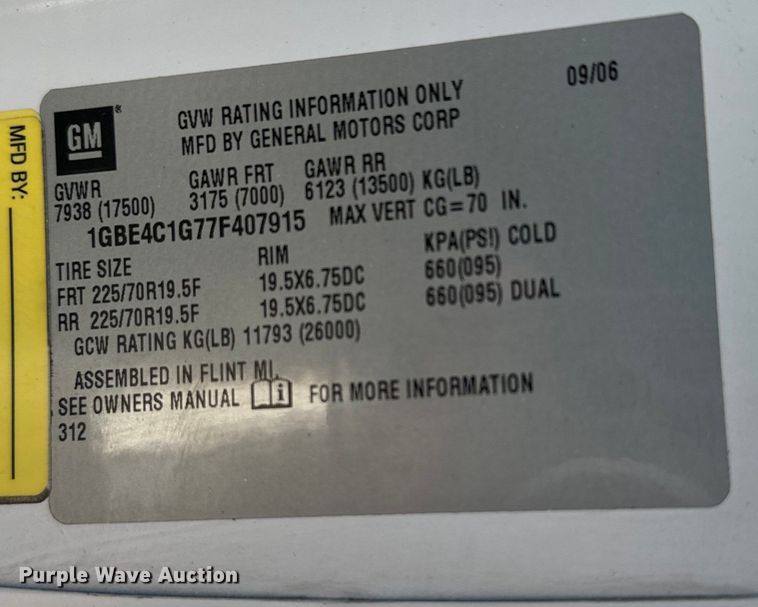 MFD BY:
GM
®
09/06
GVW RATING INFORMATION ONLY
MFD BY GENERAL MOTORS CORP
GVWR GAWR FRT GAWR RR
7938 (17500) 3175 (7000) 6123 (13500) KG(LB)
1GBE4C1G77F407915 MAX VERT CG=70 IN.
TIRE SIZE RIM KPA(PSI) COLD
FRT 225/70R19.5F 19.5X6.75DC 660(095)
RR 225/70R19.5F 19.5X6.75DC 660(095) DUAL
GCW RATING KG(LB) 11793 (26000)
ASSEMBLED IN FLINT MI.
SEE OWNERS MANUAL i FOR MORE INFORMATION
312
Purple Wave Auction